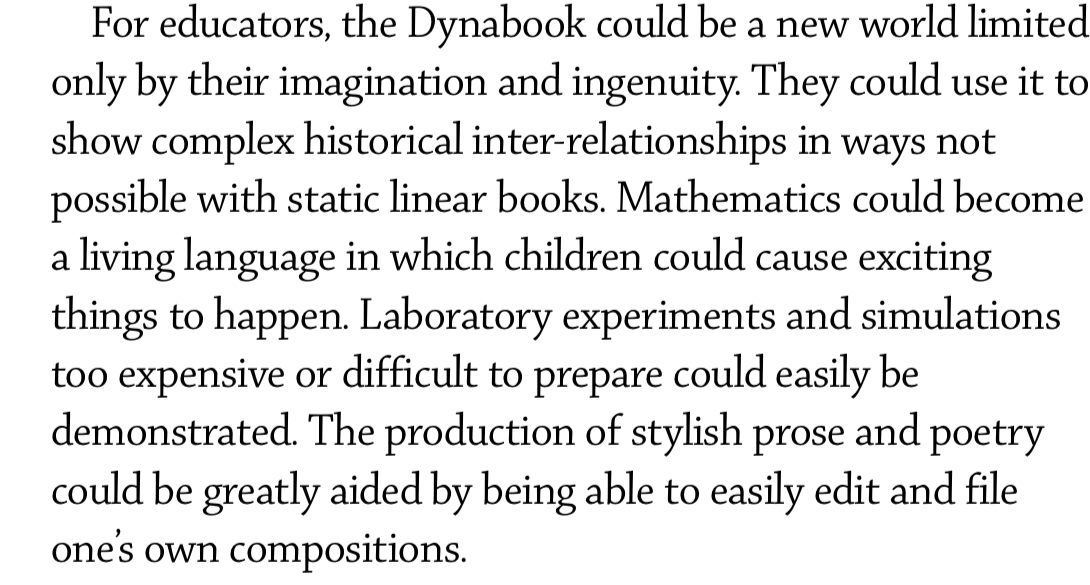 For educators, the Dynabook could be a new world limited
only by their imagination and ingenuity. They could use it to
show complex historical inter-relationships in ways not
possible with static linear books. Mathematics could become
a living language in which children could cause exciting
things to happen. Laboratory experiments and simulations
too expensive or difficult to prepare could easily be
demonstrated. The production of stylish prose and poetry
could be greatly aided by being able to easily edit and file
one’s own compositions.